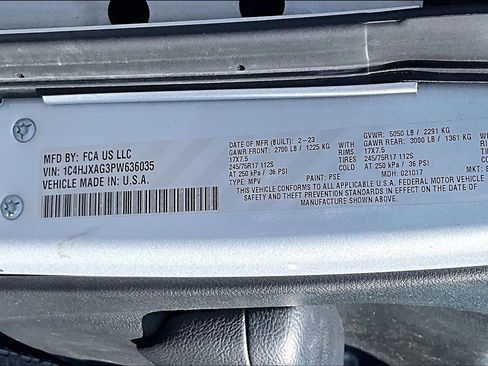 MFD BY: FCA US LLC
VIN: 1C4HJXAG3PW636035
VEHICLE MADE IN: U.S.A.
DATE OF MFR (BUILT): 2-23
GAWR FRONT: 2700 LB / 1225 KG
17X7.5
245/75R17 112S
AT 250 kPa / 36 PSI
TYPE: MPV
GVWR: 5050 LB / 2291 KG
WITH TIRES GAWR REAR: 3000 LB / 1361 KG
RIMS 17X7.5
245/75R17 112S
COLD AT 250 kPa / 36 PSI
PAINT: PSE MDH: 021017 MKT:
THIS VEHICLE CONFORMS TO ALL APPLICABLE U.S.A. FEDERAL MOTOR VEHICLE
SAFETY AND THEFT PREVENTION STANDARDS IN EFFECT ON THE DATE OF
MANUFACTURE SHOWN ABOVE.